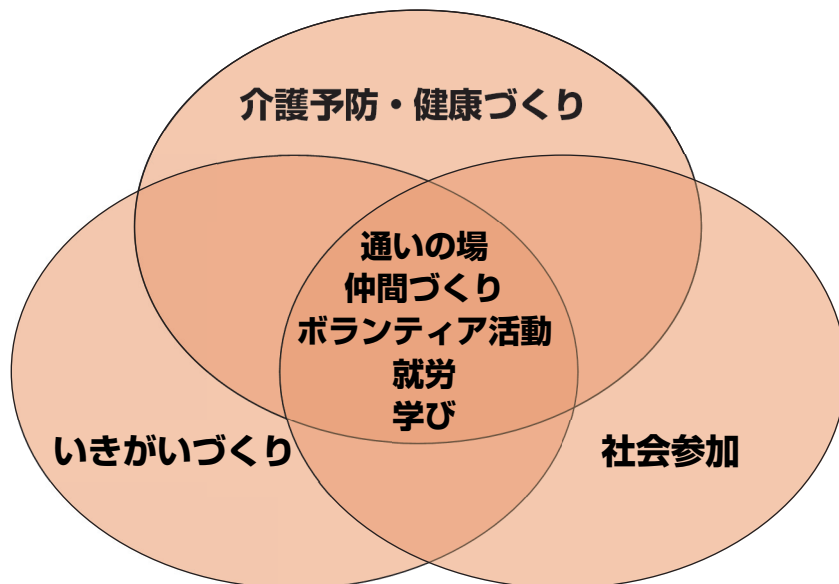 介護予防・健康づくり
通いの場
仲間づくり
ボランティア活動
就労
学び
いきがいづくり
社会参加